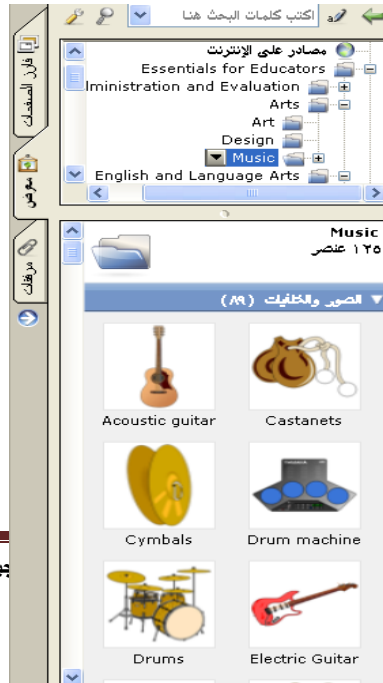 اكتب كلمات البحث هنا
مصادر على الإنترنت
Essentials for Educators
lministration and Evaluation
Arts
Art
Design
Music
English and Language Arts
فارز الصفحات
معرض
مرفقات
Music
١٢٥ عنصر
الصور والخلفيات (٨٩)
Acoustic guitar
Castanets
Cymbals
Drum machine
Drums
Electric Guitar